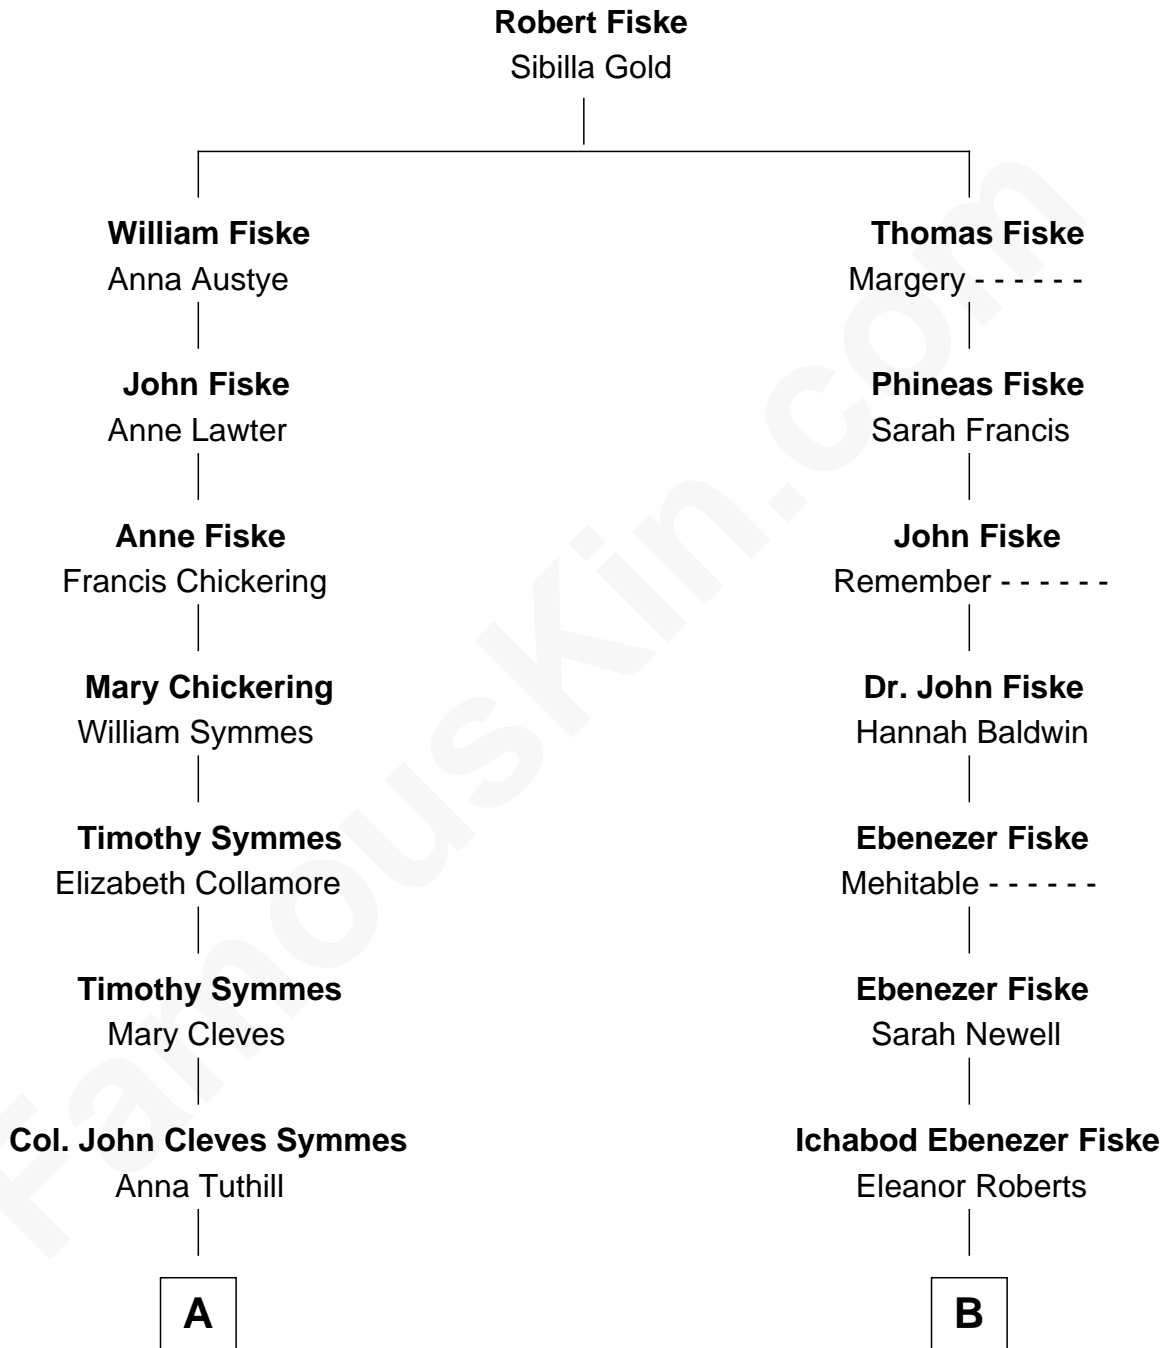 Robert Fiske
Sibilla Gold
William Fiske
Anna Austye
Thomas Fiske
Margery - - - - - -
John Fiske
Anne Lawter
Phineas Fiske
Sarah Francis
Anne Fiske
Francis Chickering
John Fiske
Remember - - - - - -
Mary Chickering
William Symmes
Dr. John Fiske
Hannah Baldwin
Timothy Symmes
Elizabeth Collamore
Ebenezer Fiske
Mehitable - - - - - -
Timothy Symmes
Mary Cleves
Ebenezer Fiske
Sarah Newell
Col. John Cleves Symmes
Anna Tuthill
Ichabod Ebenezer Fiske
Eleanor Roberts
A
B
FamousKin.com